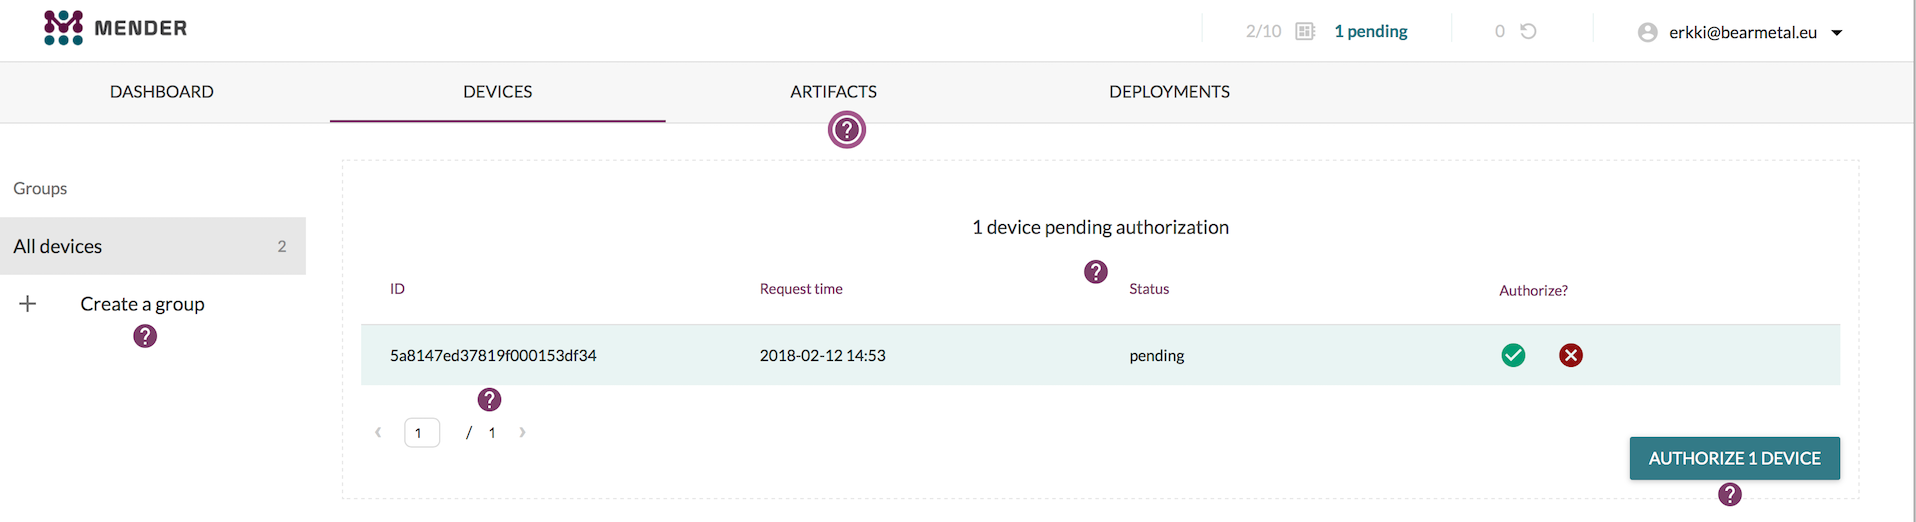 MENDER
2/10 1 pending 0 erkki@bearmetal.eu
DASHBOARD DEVICES ARTIFACTS DEPLOYMENTS
?
Groups
All devices 2
+ Create a group
?
1 device pending authorization
?
ID Request time Status Authorize?
5a8147ed37819f000153df34 2018-02-12 14:53 pending
?
‹ 1 / 1 ›
AUTHORIZE 1 DEVICE
?